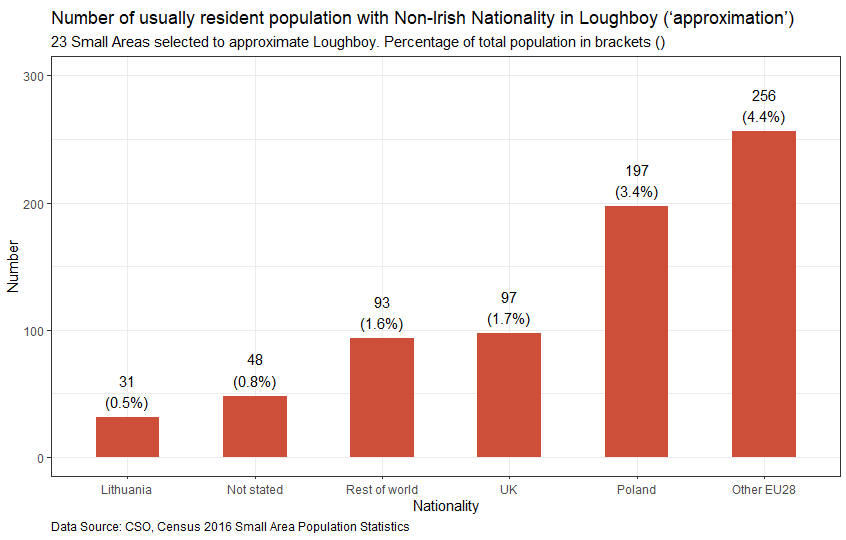 Number of usually resident population with Non-Irish Nationality in Loughboy (‘approximation’)
23 Small Areas selected to approximate Loughboy. Percentage of total population in brackets ()
300
200
100
0
Number
31
(0.5%)
48
(0.8%)
93
(1.6%)
97
(1.7%)
197
(3.4%)
256
(4.4%)
Lithuania
Not stated
Rest of world
UK
Poland
Other EU28
Nationality
Data Source: CSO, Census 2016 Small Area Population Statistics